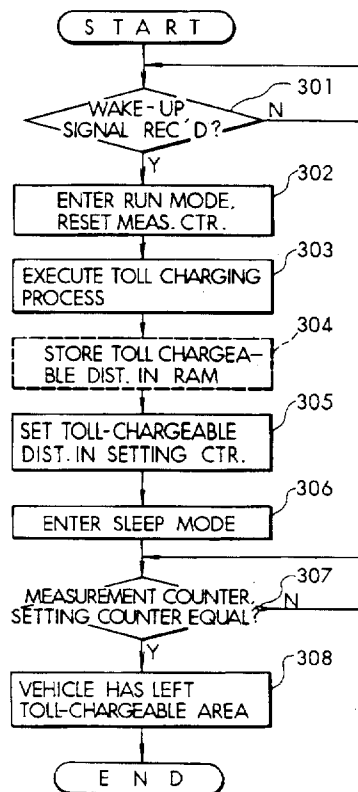 START
WAKE-UP
SIGNAL REC'D?
301
N
Y
302
ENTER RUN MODE,
RESET MEAS. CTR.
303
EXECUTE TOLL CHARGING
PROCESS
304
STORE TOLL CHARGEA-
BLE DIST. IN RAM
305
SET TOLL-CHARGEABLE
DIST. IN SETTING CTR.
306
ENTER SLEEP MODE
307
MEASUREMENT COUNTER,
SETTING COUNTER EQUAL?
N
Y
308
VEHICLE HAS LEFT
TOLL-CHARGEABLE AREA
END